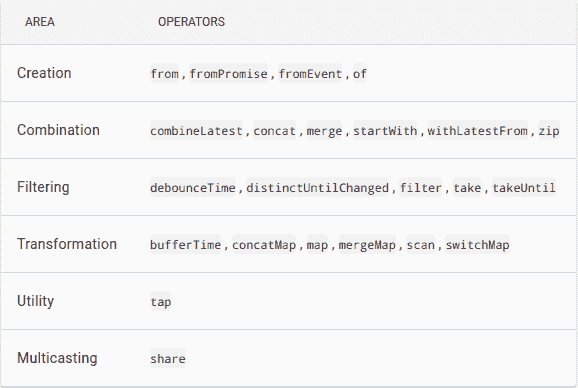 AREA OPERATORS
Creation from, fromPromise, fromEvent, of
Combination combineLatest, concat, merge, startWith, withLatestFrom, zip
Filtering debounceTime, distinctUntilChanged, filter, take, takeUntil
Transformation bufferTime, concatMap, map, mergeMap, scan, switchMap
Utility tap
Multicasting share